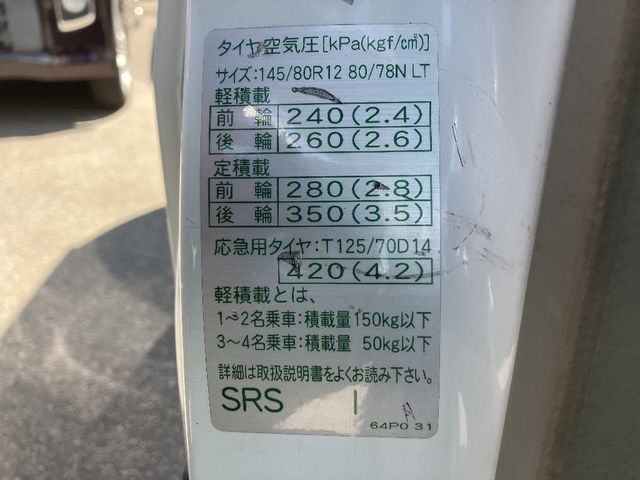 タイヤ空気圧[kPa(kgf/c㎡)]
サイズ:145/80R12 80/78N LT
軽積載
前輪 240(2.4)
後輪 260(2.6)
定積載
前輪 280(2.8)
後輪 350(3.5)
応急用タイヤ:T125/70D14
420(4.2)
軽積載とは、
1〜2名乗車:積載量150kg以下
3〜4名乗車:積載量 50kg以下
詳細は取扱説明書をよくお読み下さい。
SRS I
64P0 31